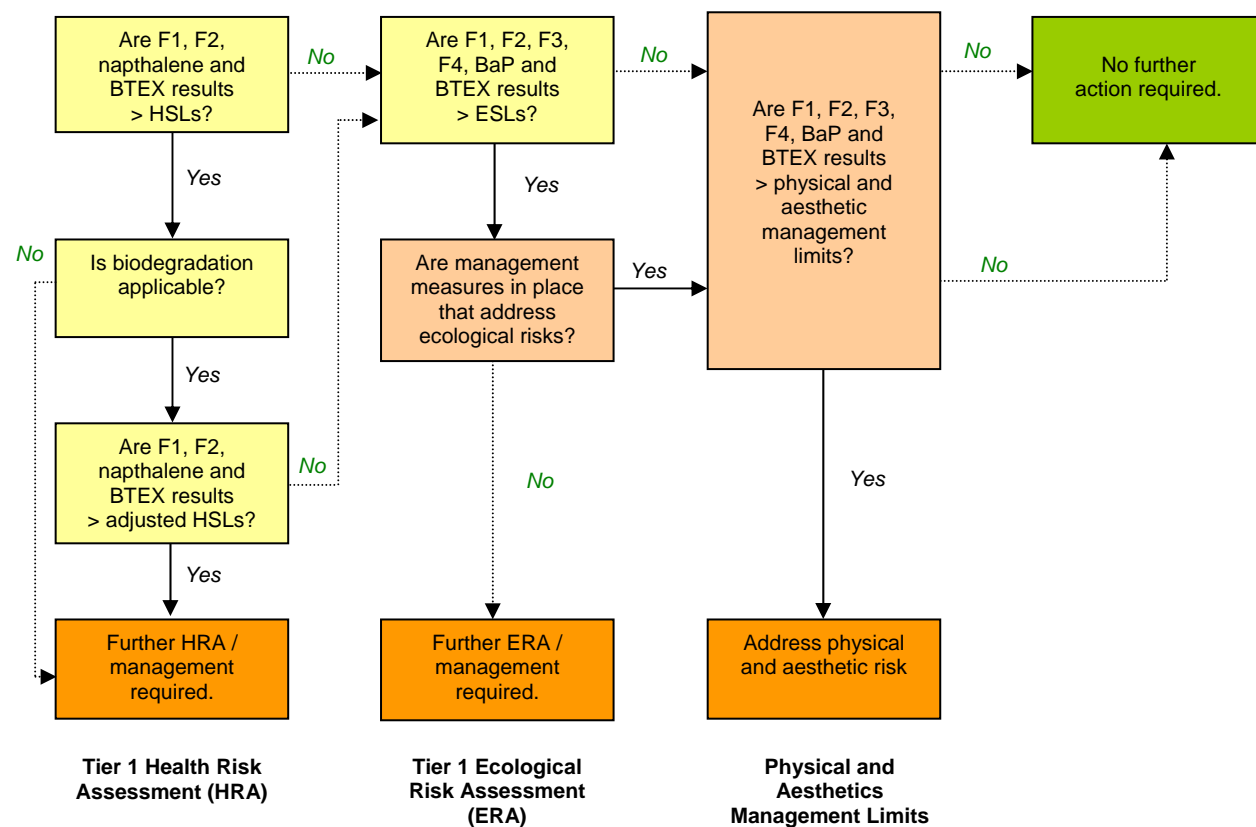 Are F1, F2,
napthalene and
BTEX results
> HSLs?
No
Are F1, F2, F3,
F4, BaP and
BTEX results
> ESLs?
No
Are F1, F2, F3,
F4, BaP and
BTEX results
> physical and
aesthetic
management
limits?
No
No further
action required.
Yes
Yes
No
Is biodegradation
applicable?
Are management
measures in place
that address
ecological risks?
Yes
No
Yes
Are F1, F2,
napthalene and
BTEX results
> adjusted HSLs?
No
No
Yes
Yes
Further HRA /
management
required.
Further ERA /
management
required.
Address physical
and aesthetic risk
Tier 1 Health Risk
Assessment (HRA)
Tier 1 Ecological
Risk Assessment
(ERA)
Physical and
Aesthetics
Management Limits